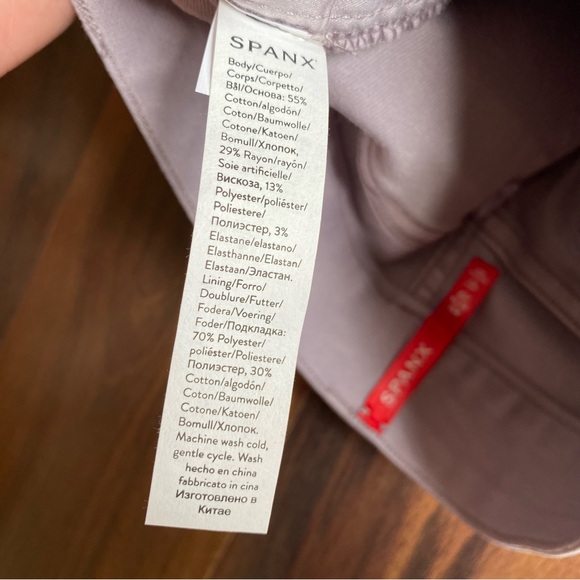 SPANX
Body/Cuerpo/
Corps/Corpetto/
Bål/Основа: 55%
Cotton/algodón/
Coton/Baumwolle/
Cotone/Katoen/
Bomull/Хлопок,
29% Rayon/rayón/
Soie artificielle/
Вискоза, 13%
Polyester/poliéster/
Poliestere/
Полиэстер, 3%
Elastane/elastano/
Elasthanne/Elastan/
Elastaan/Эластан.
Lining/Forro/
Doublure/Futter/
Fodera/Voering/
Foder/Подкладка:
70% Polyester/
poliéster/Poliestere/
Полиэстер, 30%
Cotton/algodón/
Coton/Baumwolle/
Cotone/Katoen/
Bomull/Хлопок.
Machine wash cold,
gentle cycle. Wash
hecho en china
fabbricato in cina
Изготовлено в
Китае
SPANX